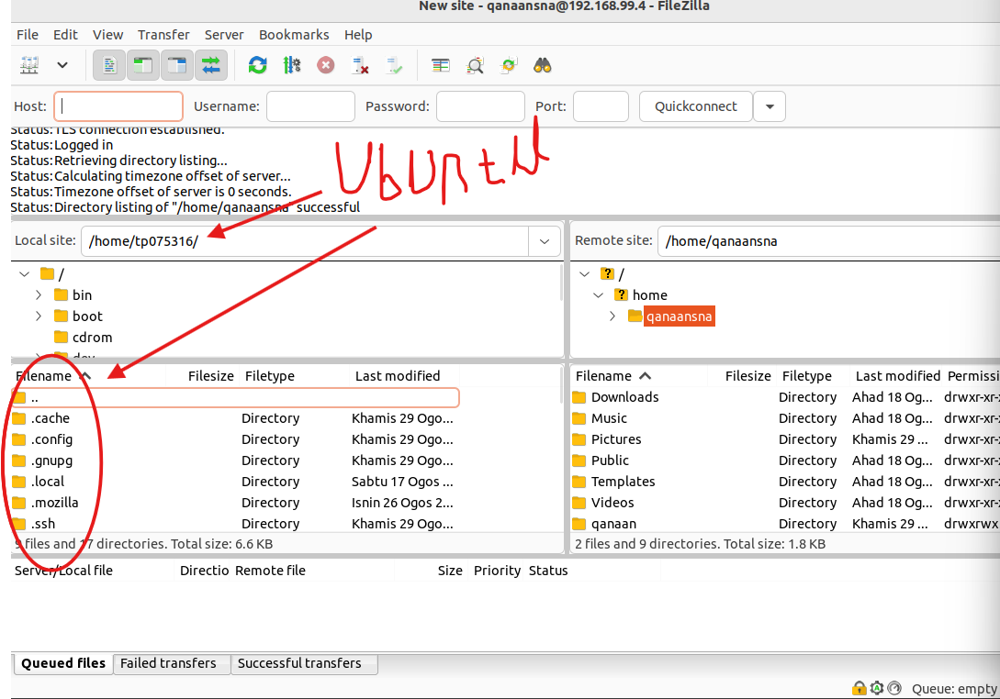 New site - qanaansna@192.168.99.4 - FileZilla
File Edit View Transfer Server Bookmarks Help
Host: Username: Password: Port: Quickconnect
Status:TLS connection established.
Status:Logged in
Status:Retrieving directory listing...
Status:Calculating timezone offset of server...
Status:Timezone offset of server is 0 seconds.
Status:Directory listing of "/home/qanaansna" successful
UbUntu
Local site: /home/tp075316/
/
bin
boot
cdrom
dev
Remote site: /home/qanaansna
/
home
qanaansna
Filename Filesize Filetype Last modified
..
.cache Directory Khamis 29 Ogo...
.config Directory Khamis 29 Ogo...
.gnupg Directory Khamis 29 Ogo...
.local Directory Sabtu 17 Ogos ...
.mozilla Directory Isnin 26 Ogos 2...
.ssh Directory Khamis 29 Ogo...
9 files and 17 directories. Total size: 6.6 KB
Filename Filesize Filetype Last modified Permissi
Downloads Directory Ahad 18 Og... drwxr-xr-
Music Directory Ahad 18 Og... drwxr-xr-
Pictures Directory Khamis 29 ... drwxr-xr-
Public Directory Ahad 18 Og... drwxr-xr-
Templates Directory Ahad 18 Og... drwxr-xr-
Videos Directory Ahad 18 Og... drwxr-xr-
qanaan Directory Khamis 29 ... drwxrwx
2 files and 9 directories. Total size: 1.8 KB
Server/Local file Directio Remote file Size Priority Status
Queued files Failed transfers Successful transfers
Queue: empty